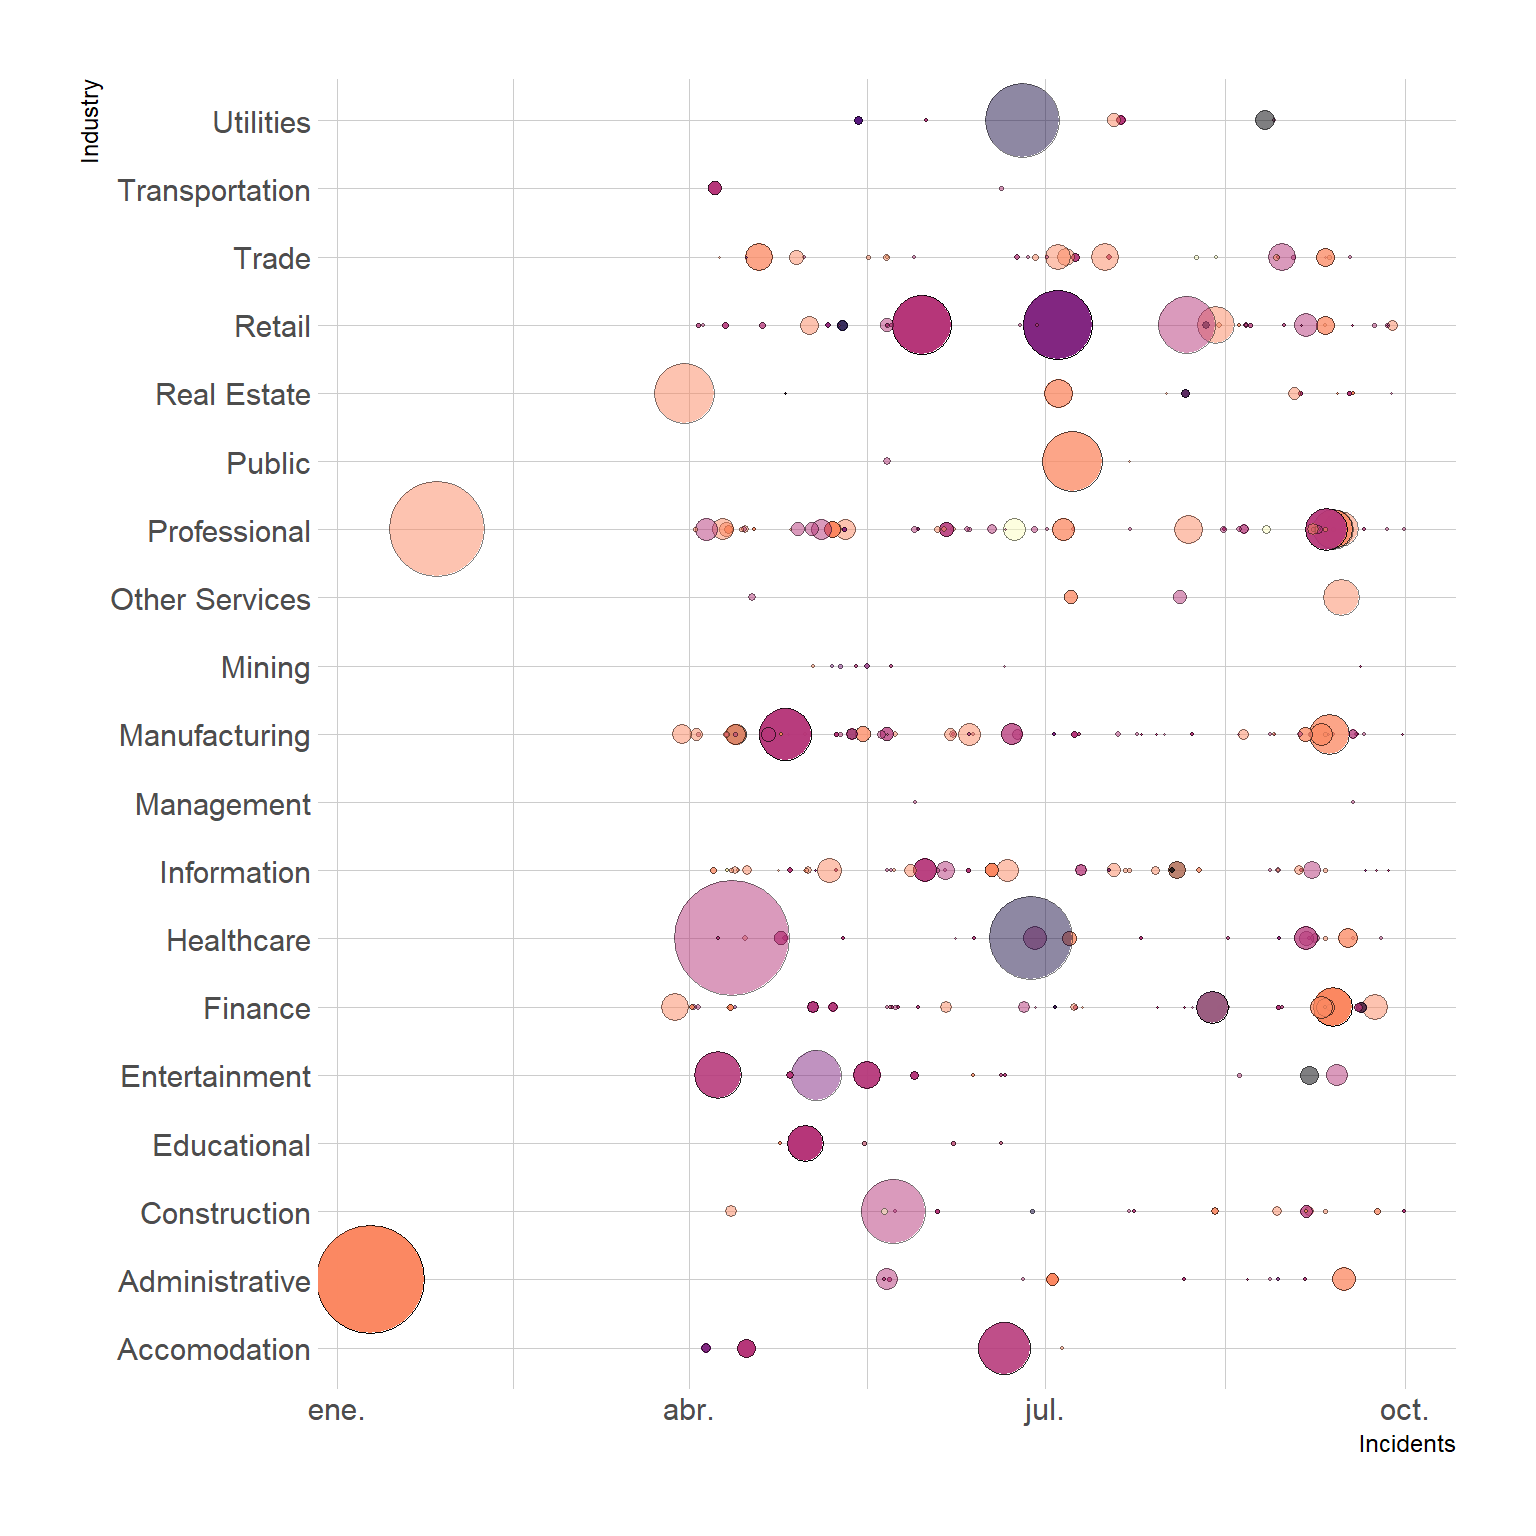 Industry
Utilities
Transportation
Trade
Retail
Real Estate
Public
Professional
Other Services
Mining
Manufacturing
Management
Information
Healthcare
Finance
Entertainment
Educational
Construction
Administrative
Accomodation
ene. abr. jul. oct.
Incidents